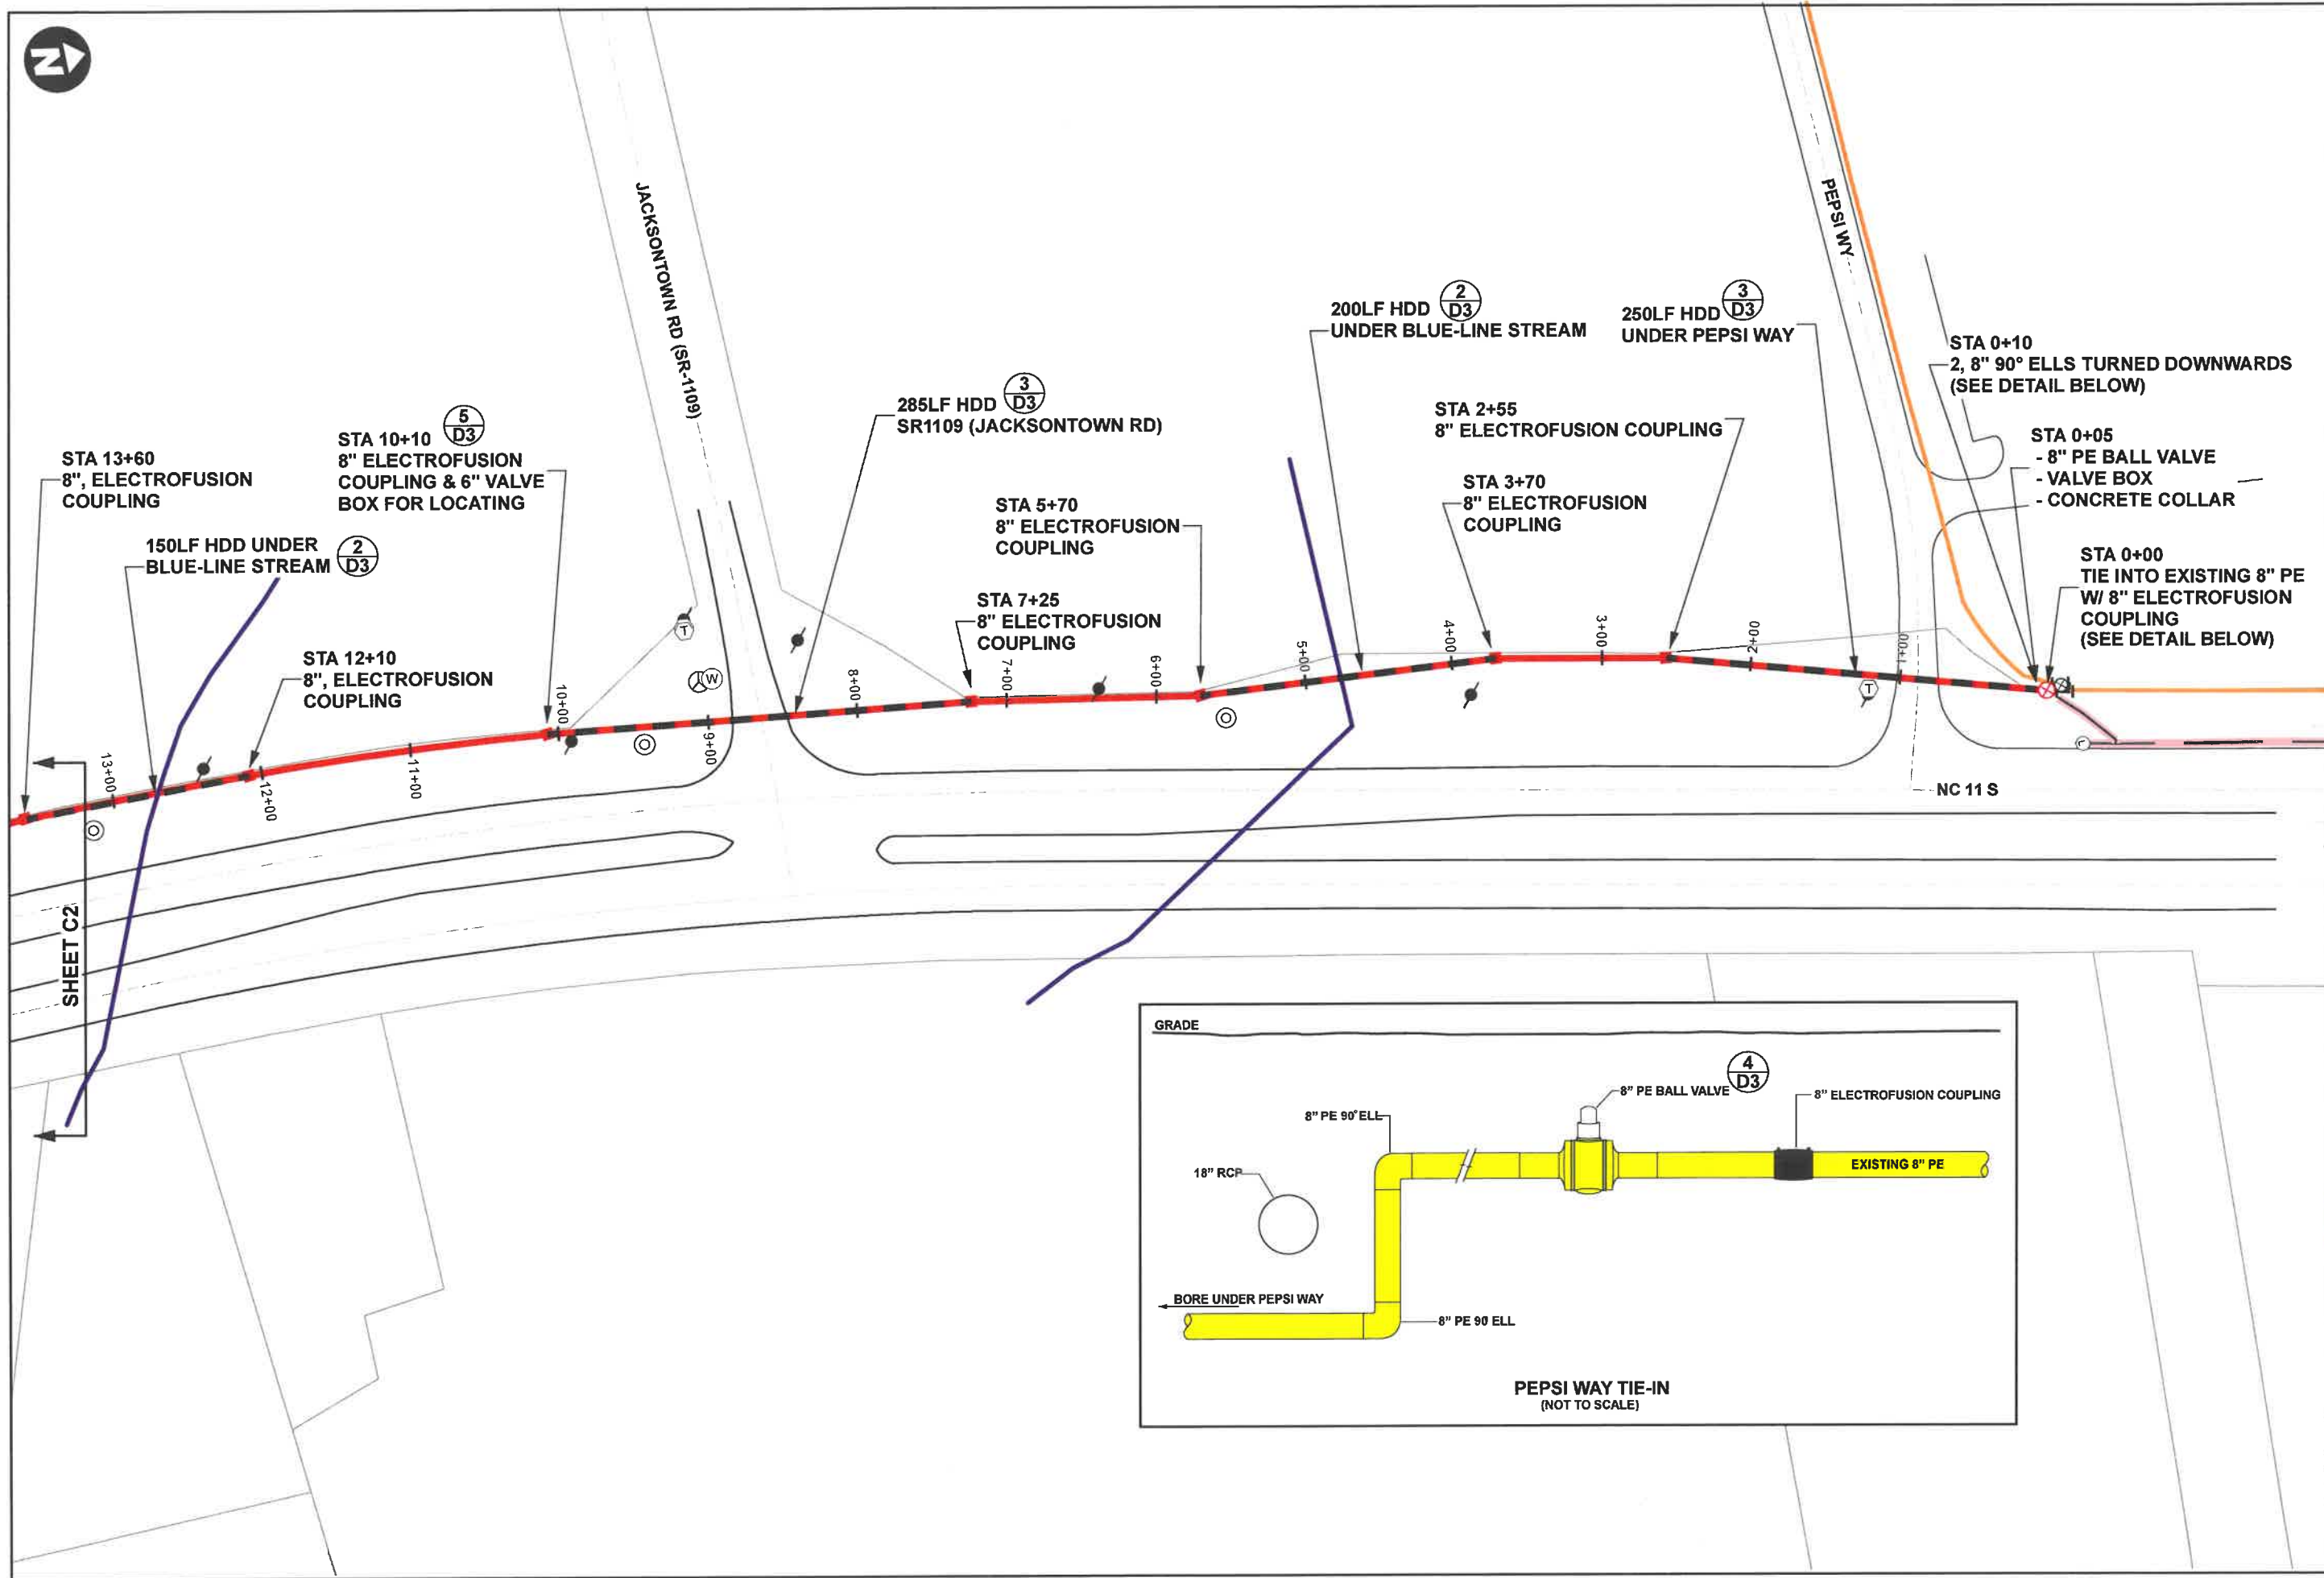 N
JACKSONTOWN RD (SR-1109)
PEPSI WY
200LF HDD
UNDER BLUE-LINE STREAM
2
D3
250LF HDD
UNDER PEPSI WAY
3
D3
STA 0+10
2, 8" 90° ELLS TURNED DOWNWARDS
(SEE DETAIL BELOW)
285LF HDD
SR1109 (JACKSONTOWN RD)
3
D3
STA 2+55
8" ELECTROFUSION COUPLING
STA 0+05
- 8" PE BALL VALVE
- VALVE BOX
- CONCRETE COLLAR
STA 13+60
8", ELECTROFUSION
COUPLING
STA 10+10
8" ELECTROFUSION
COUPLING & 6" VALVE
BOX FOR LOCATING
5
D3
STA 3+70
8" ELECTROFUSION
COUPLING
STA 5+70
8" ELECTROFUSION
COUPLING
150LF HDD UNDER
BLUE-LINE STREAM
2
D3
STA 0+00
TIE INTO EXISTING 8" PE
W/ 8" ELECTROFUSION
COUPLING
(SEE DETAIL BELOW)
STA 7+25
8" ELECTROFUSION
COUPLING
STA 12+10
8", ELECTROFUSION
COUPLING
T
W
T
13+00
12+00
11+00
10+00
9+00
8+00
7+00
6+00
5+00
4+00
3+00
2+00
1+00
NC 11 S
SHEET C2
GRADE
8" PE BALL VALVE
4
D3
8" ELECTROFUSION COUPLING
8" PE 90° ELL
18" RCP
EXISTING 8" PE
BORE UNDER PEPSI WAY
8" PE 90 ELL
PEPSI WAY TIE-IN
(NOT TO SCALE)